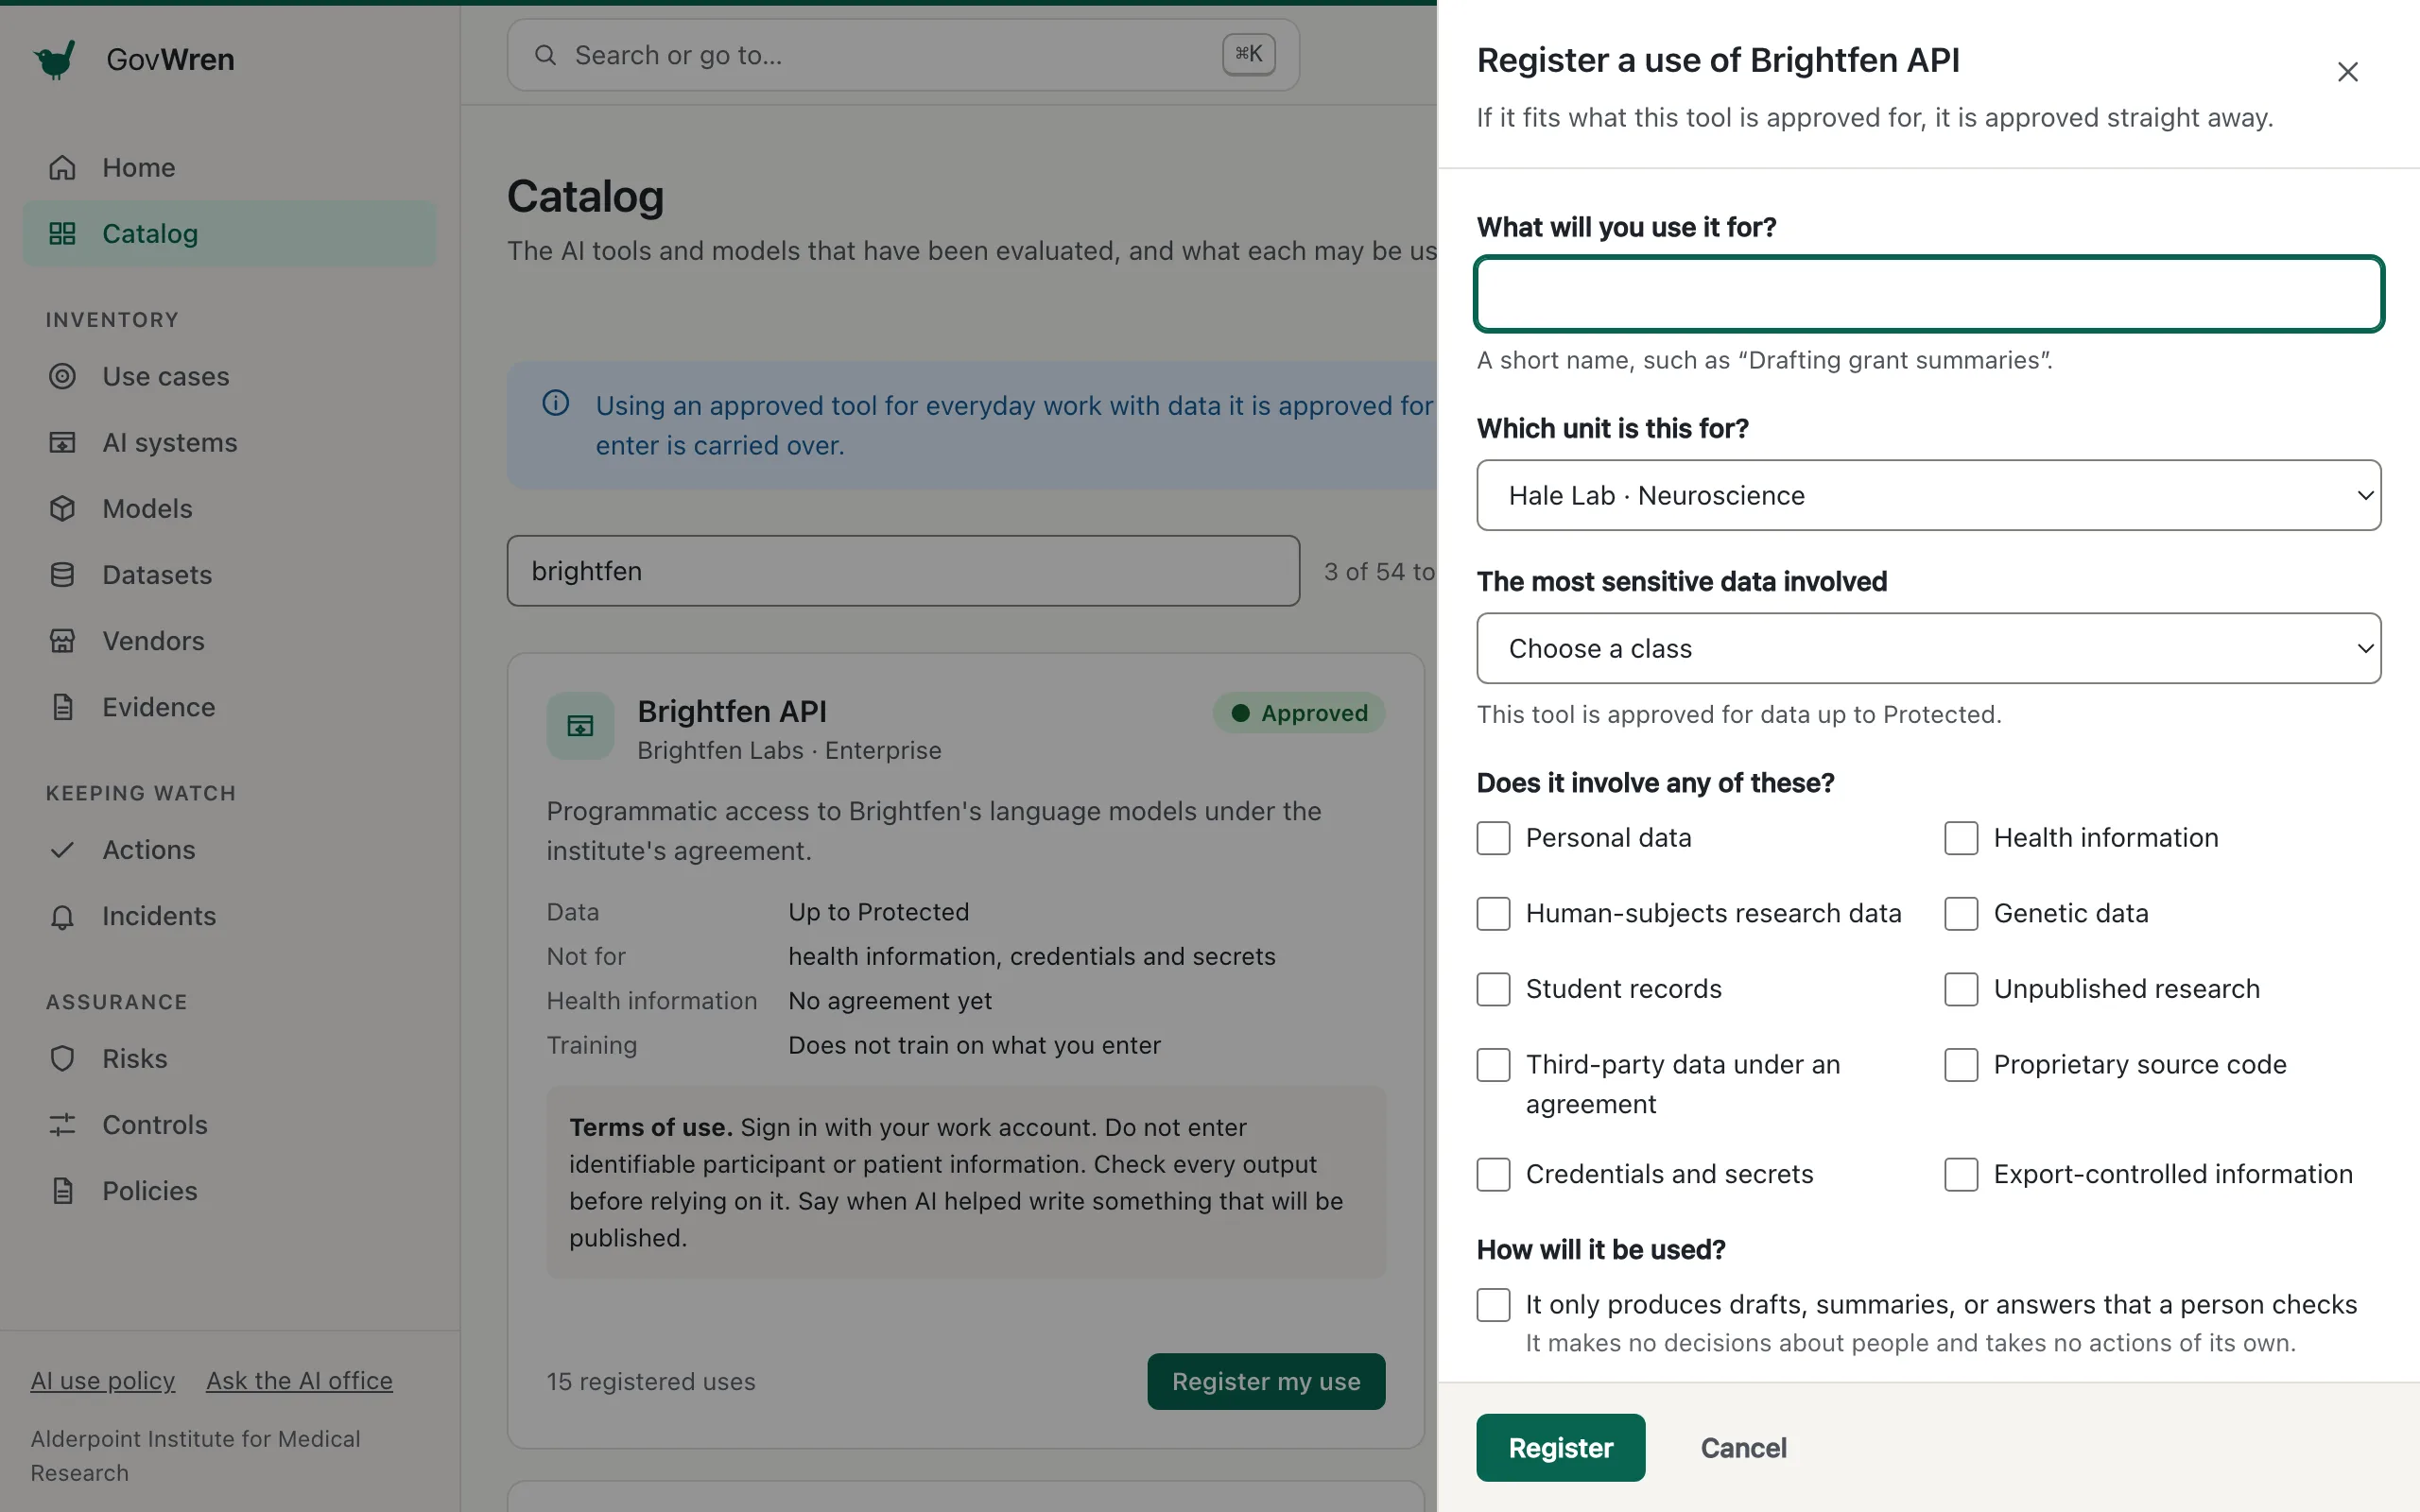 GovWren
Home
Catalog
INVENTORY
Use cases
AI systems
Models
Datasets
Vendors
Evidence
KEEPING WATCH
Actions
Incidents
ASSURANCE
Risks
Controls
Policies
AI use policy
Ask the AI office
Alderpoint Institute for Medical
Research
Search or go to...
⌘K
Catalog
The AI tools and models that have been evaluated, and what each may be us
Using an approved tool for everyday work with data it is approved for
enter is carried over.
brightfen
3 of 54 to
Brightfen API
Approved
Brightfen Labs · Enterprise
Programmatic access to Brightfen's language models under the
institute's agreement.
Data Up to Protected
Not for health information, credentials and secrets
Health information No agreement yet
Training Does not train on what you enter
Terms of use. Sign in with your work account. Do not enter
identifiable participant or patient information. Check every output
before relying on it. Say when AI helped write something that will be
published.
15 registered uses
Register my use
Register a use of Brightfen API
If it fits what this tool is approved for, it is approved straight away.
What will you use it for?
A short name, such as “Drafting grant summaries”.
Which unit is this for?
Hale Lab · Neuroscience
The most sensitive data involved
Choose a class
This tool is approved for data up to Protected.
Does it involve any of these?
Personal data
Health information
Human-subjects research data
Genetic data
Student records
Unpublished research
Third-party data under an
agreement
Proprietary source code
Credentials and secrets
Export-controlled information
How will it be used?
It only produces drafts, summaries, or answers that a person checks
It makes no decisions about people and takes no actions of its own.
Register
Cancel